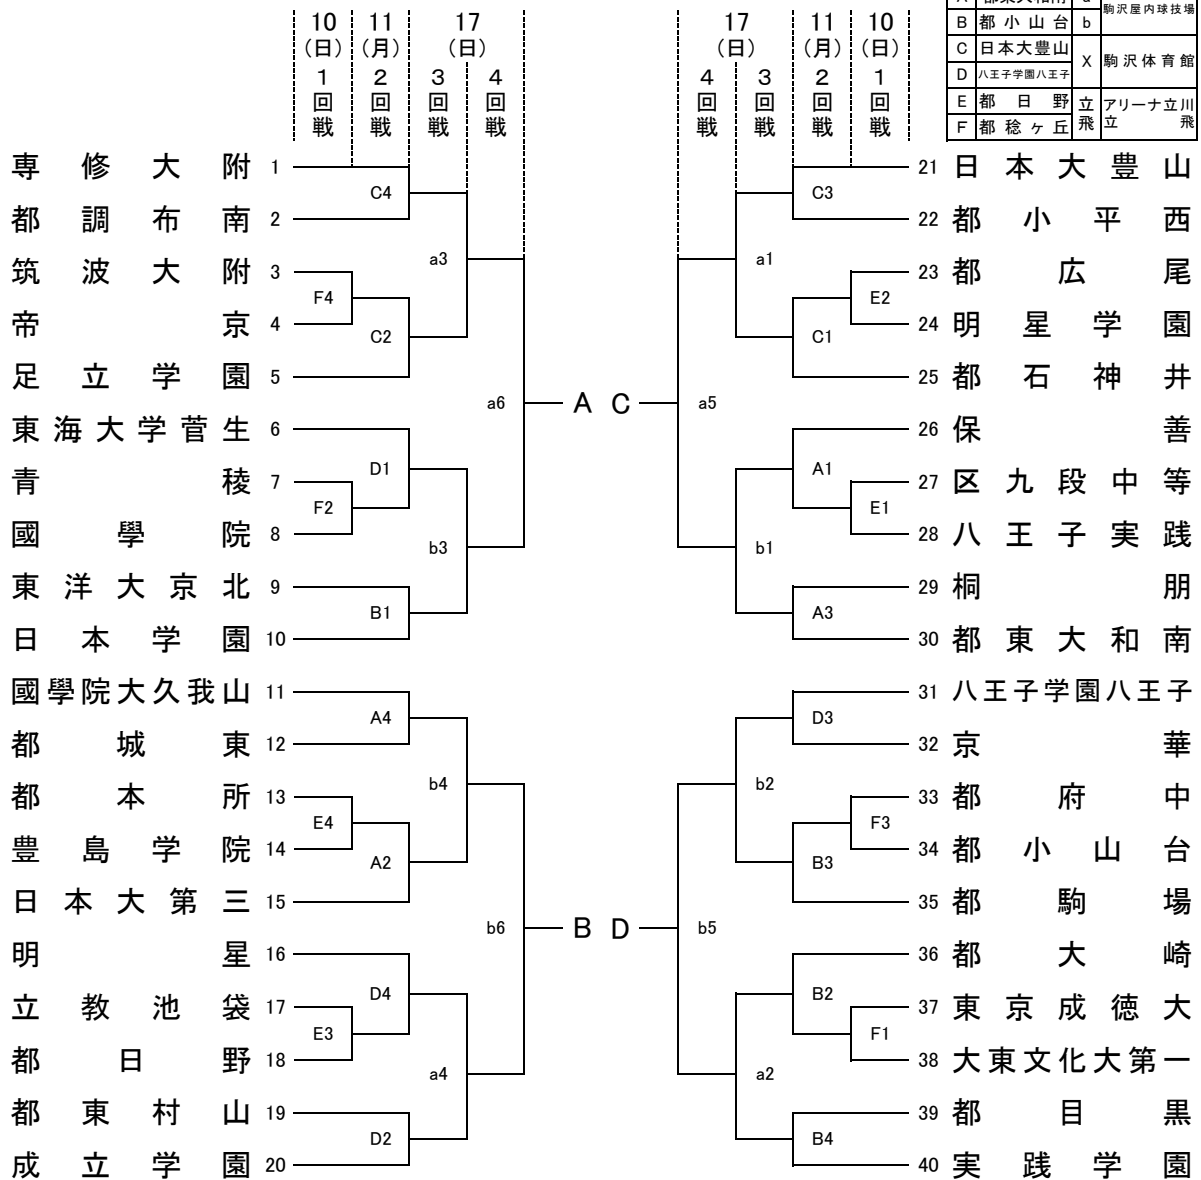 10 11 17
(日) (月) (日)
1回戦 2回戦 3回戦 4回戦
17 11 10
(日) (月) (日)
4回戦 3回戦 2回戦 1回戦
駒沢屋内球技場
B 都小山台 b
C 日本大豊山 X 駒沢体育館
D 八王子学園八王子
E 都日野 立飛 アリーナ立川立飛
F 都稔ヶ丘
専修大附 1
都調布南 2
筑波大附 3
帝京 4
足立学園 5
東海大学菅生 6
青稜 7
國學院 8
東洋大京北 9
日本学園 10
國學院大久我山 11
都城東 12
都本所 13
豊島学院 14
日本大第三 15
明星 16
立教池袋 17
都日野 18
都東村山 19
成立学園 20
C4
F4
C2
a3
D1
F2
b3
B1
a6
A4
E4
A2
b4
D4
E3
a4
D2
b6
A C
B D
C3
E2
C1
a1
A1
E1
b1
A3
a5
D3
F3
B3
b2
B2
F1
a2
B4
b5
21 日本大豊山
22 都小平西
23 都広尾
24 明星学園
25 都石神井
26 保善
27 区九段中等
28 八王子実践
29 桐朋
30 都東大和南
31 八王子学園八王子
32 京華
33 都府中
34 都小山台
35 都駒場
36 都大崎
37 東京成徳大
38 大東文化大第一
39 都目黒
40 実践学園